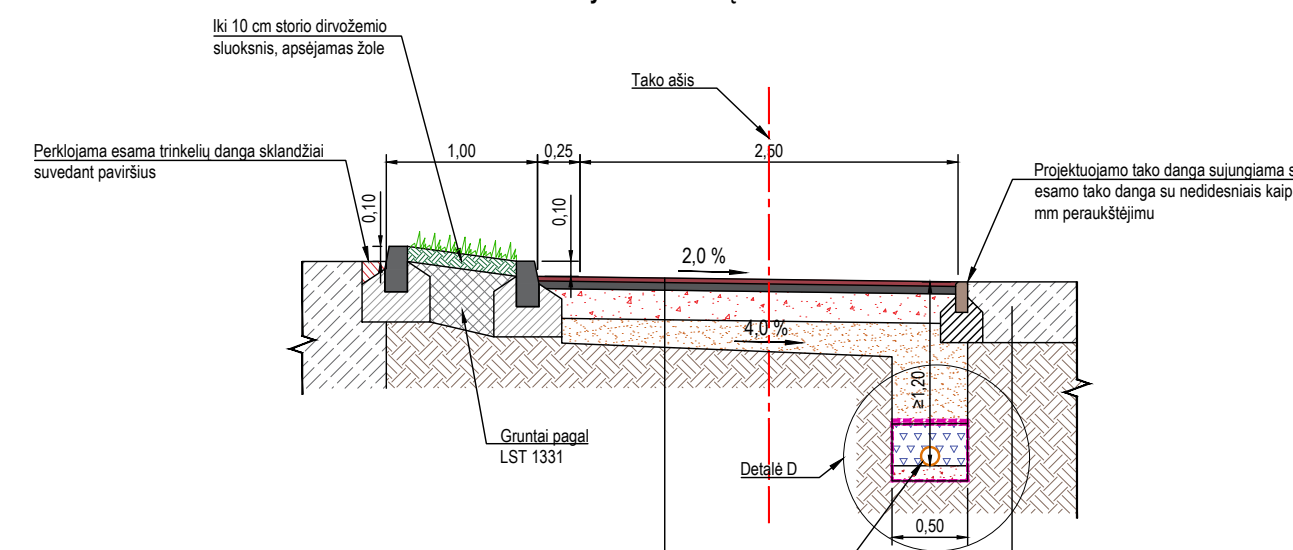 Iki 10 cm storio dirvožemio
sluoksnis, apsėjamas žole
Tako ašis
Perklojama esama trinkelių danga sklandžiai
suvedant paviršius
1,00
0,25
2,50
Projektuojamo tako danga sujungiama
esamo tako danga su nedidesniais kaip
mm peraukštėjimu
0,10
0,10
2,0 %
4,0 %
≥1,20
Gruntai pagal
LST 1331
Detalė D
0,50